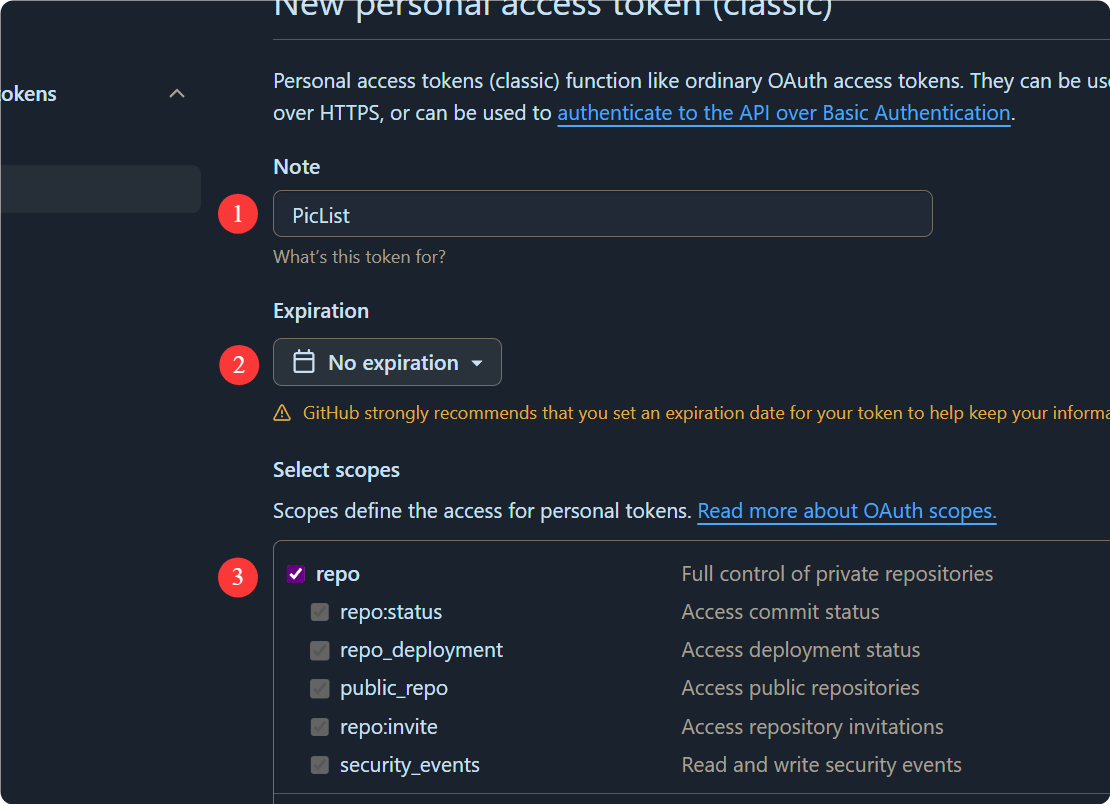 New personal access token (classic)
okens
Personal access tokens (classic) function like ordinary OAuth access tokens. They can be use
over HTTPS, or can be used to authenticate to the API over Basic Authentication.
Note
1
PicList
What's this token for?
Expiration
2
No expiration
GitHub strongly recommends that you set an expiration date for your token to help keep your informa
Select scopes
Scopes define the access for personal tokens. Read more about OAuth scopes.
3
repo Full control of private repositories
repo:status Access commit status
repo_deployment Access deployment status
public_repo Access public repositories
repo:invite Access repository invitations
security_events Read and write security events